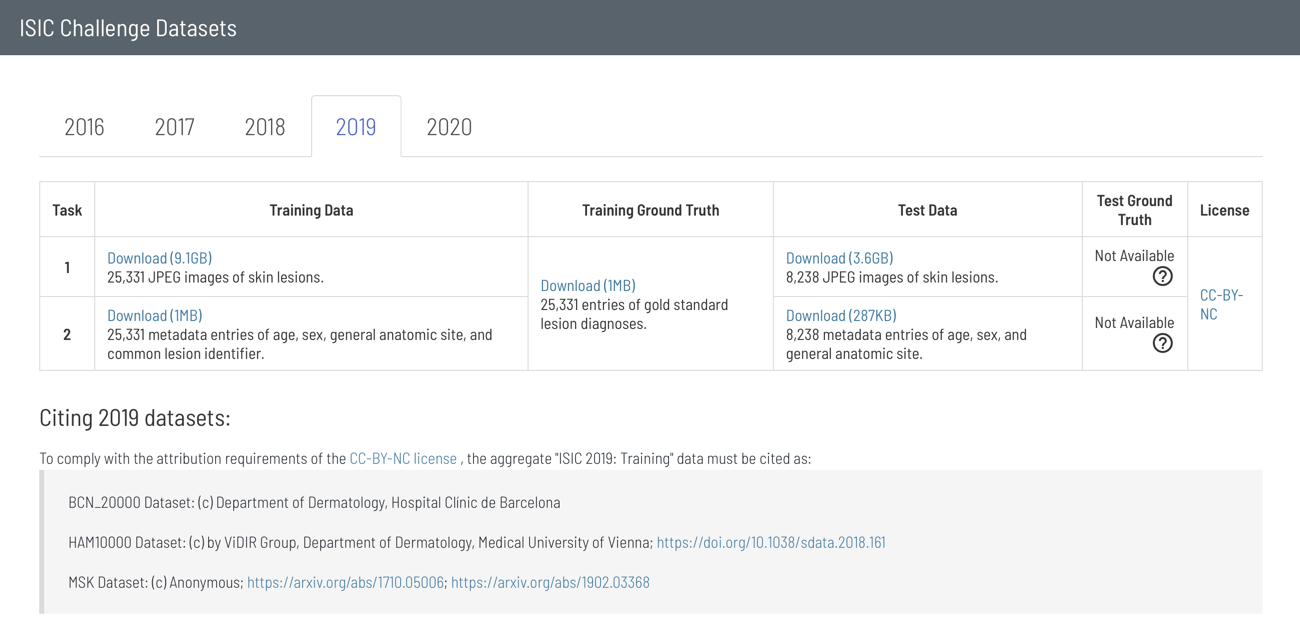 ISIC Challenge Datasets
2016 2017 2018 2019 2020
Task Training Data Training Ground Truth Test Data Test Ground Truth License
1
Download (9.1GB)
25,331 JPEG images of skin lesions.
Download (1MB)
25,331 entries of gold standard
lesion diagnoses.
Download (3.6GB)
8,238 JPEG images of skin lesions.
Not Available
?
CC-BY-
NC
2
Download (1MB)
25,331 metadata entries of age, sex, general anatomic site, and
common lesion identifier.
Download (287KB)
8,238 metadata entries of age, sex, and
general anatomic site.
Not Available
?
Citing 2019 datasets:
To comply with the attribution requirements of the CC-BY-NC license , the aggregate "ISIC 2019: Training" data must be cited as:
BCN_20000 Dataset: (c) Department of Dermatology, Hospital Clínic de Barcelona
HAM10000 Dataset: (c) by ViDIR Group, Department of Dermatology, Medical University of Vienna; https://doi.org/10.1038/sdata.2018.161
MSK Dataset: (c) Anonymous; https://arxiv.org/abs/1710.05006; https://arxiv.org/abs/1902.03368